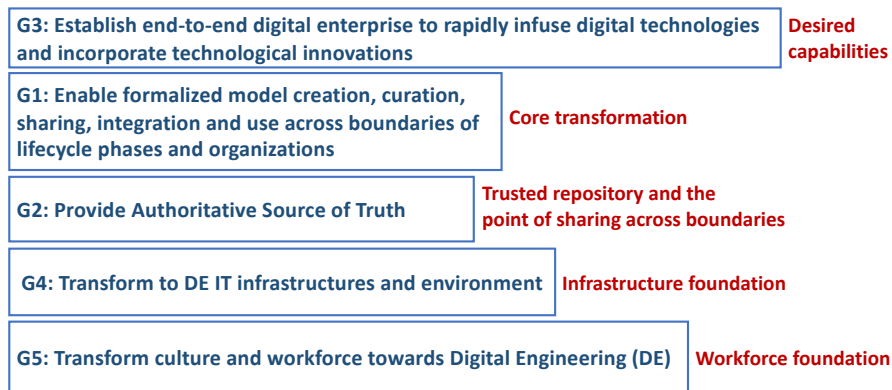 G3: Establish end-to-end digital enterprise to rapidly infuse digital technologies
and incorporate technological innovations
Desired
capabilities
G1: Enable formalized model creation, curation,
sharing, integration and use across boundaries of
lifecycle phases and organizations
Core transformation
G2: Provide Authoritative Source of Truth
Trusted repository and the
point of sharing across boundaries
G4: Transform to DE IT infrastructures and environment
Infrastructure foundation
G5: Transform culture and workforce towards Digital Engineering (DE)
Workforce foundation